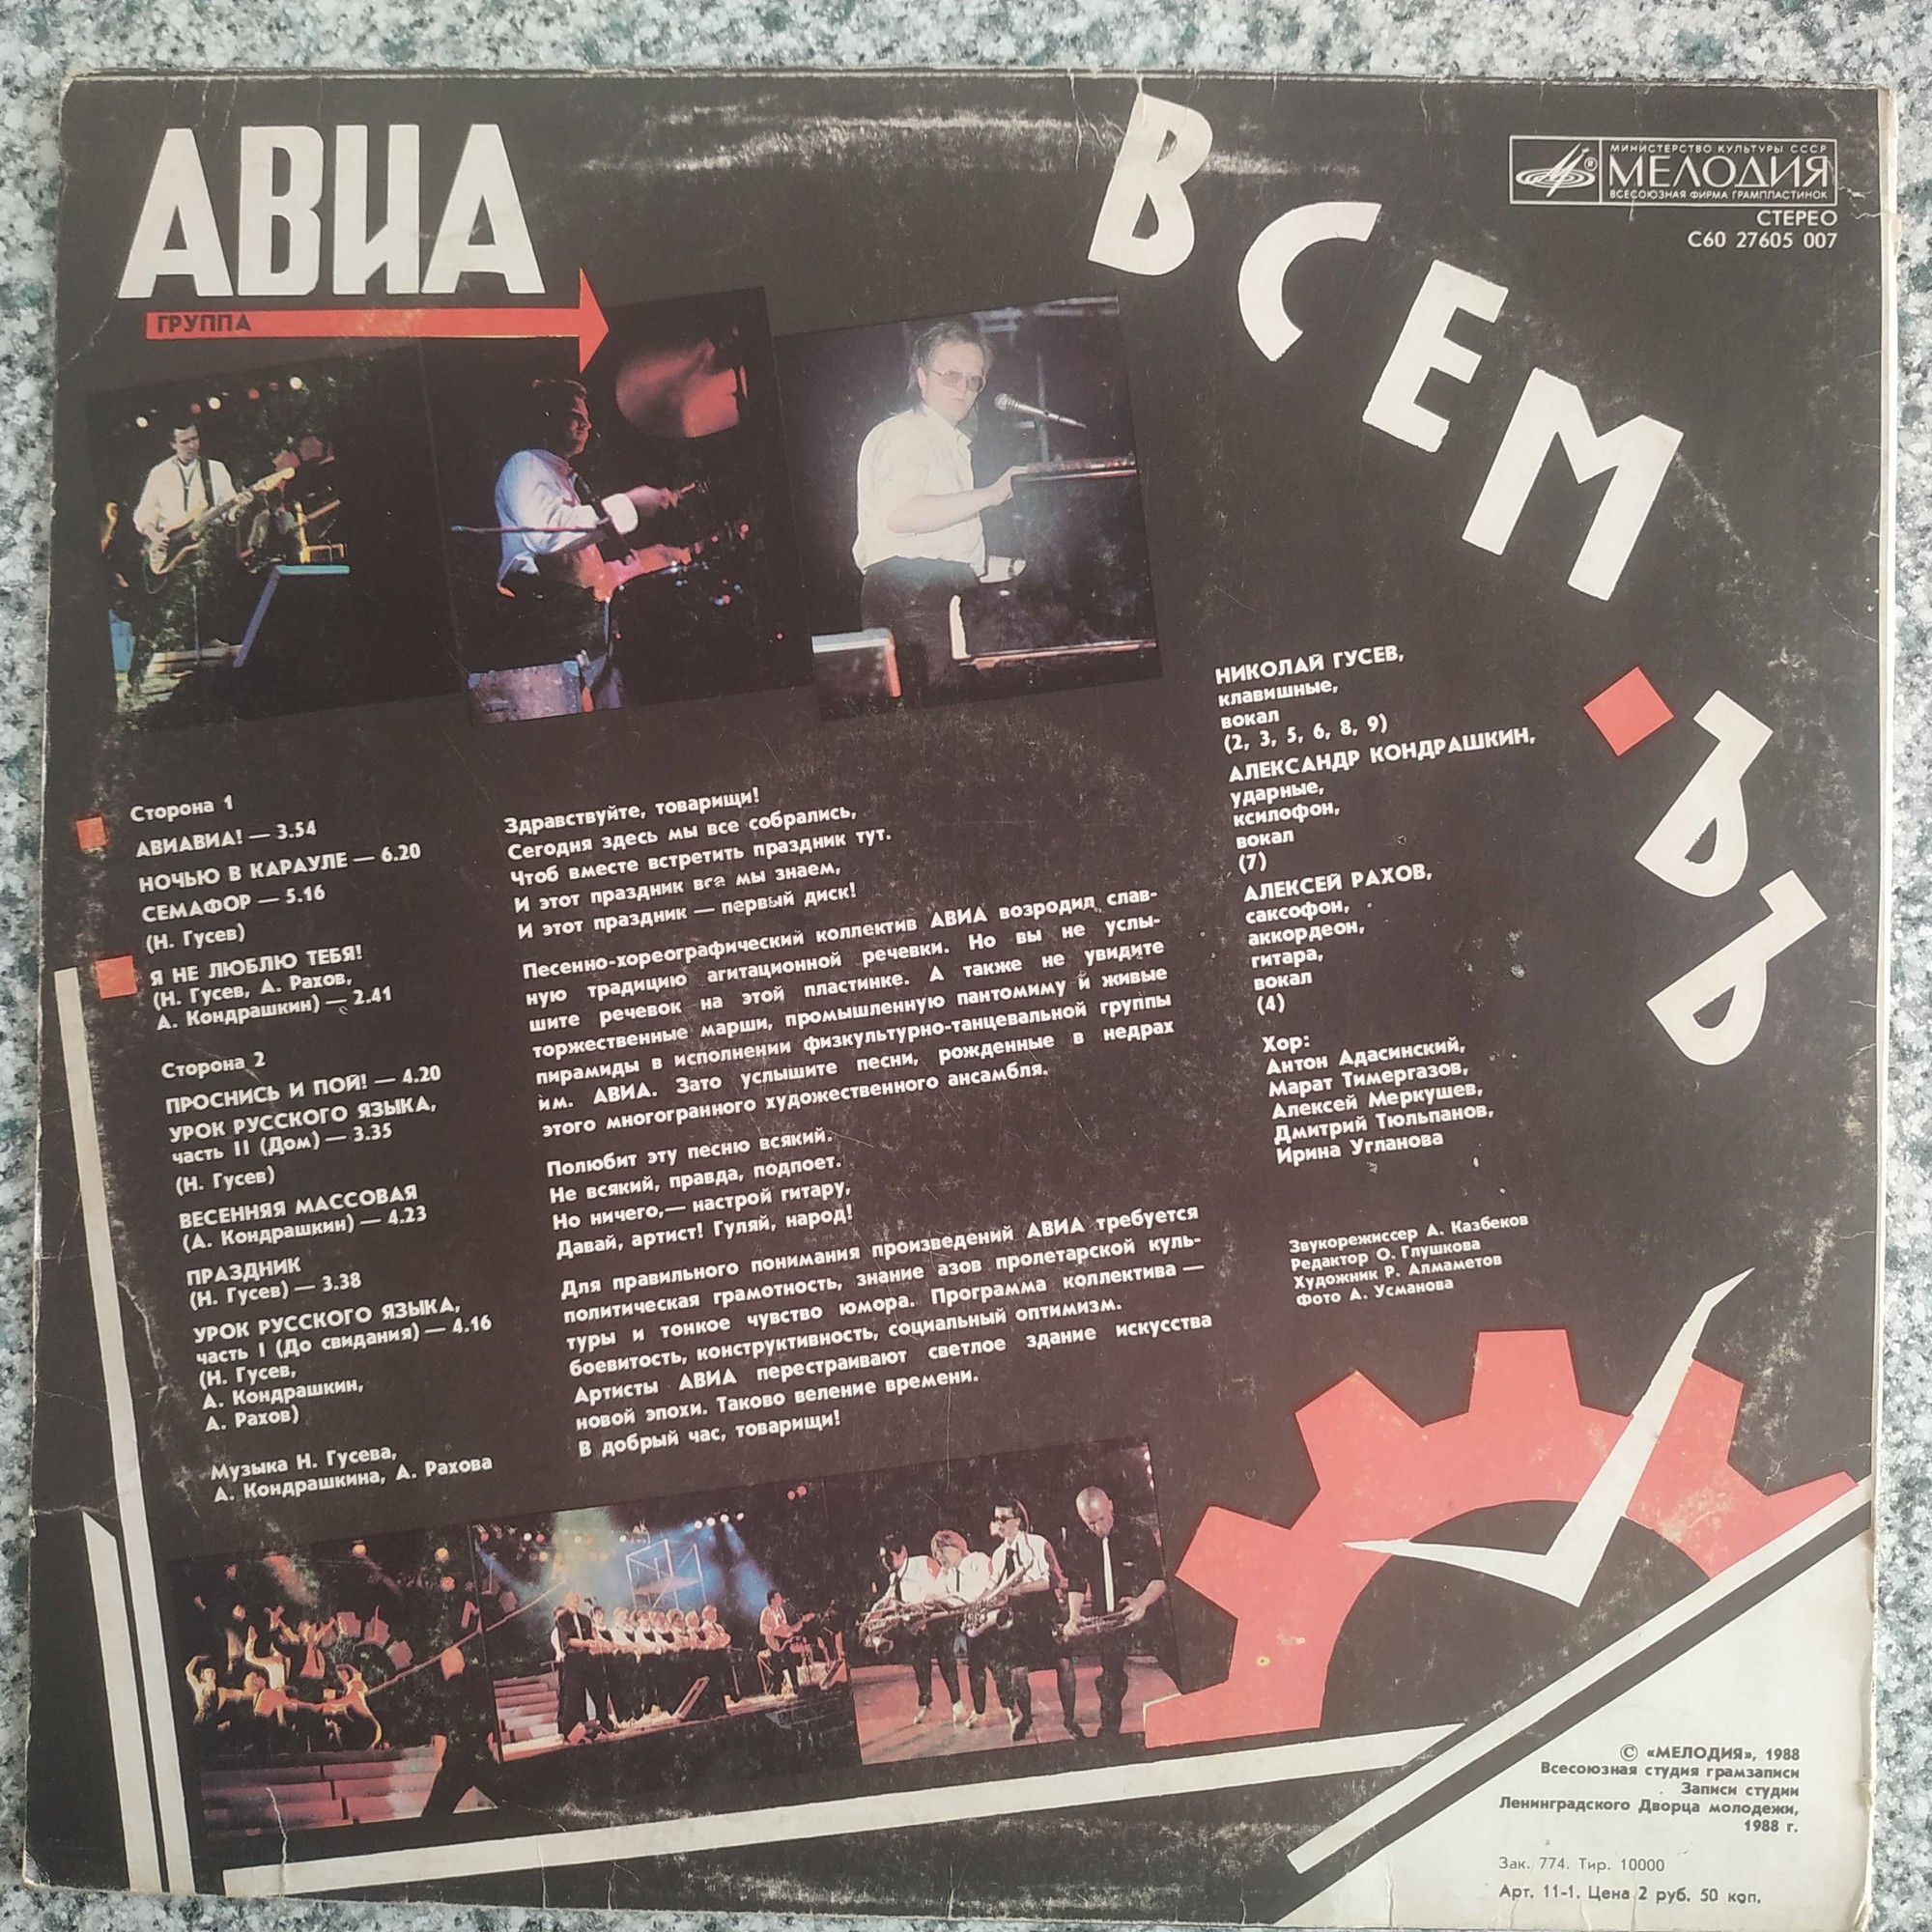 АВИА
ГРУППА
ВСЕМ
ЪЪ
МИНИСТЕРСТВО КУЛЬТУРЫ СССР
МЕЛОДИЯ
ВСЕСОЮЗНАЯ ФИРМА ГРАМПЛАСТИНОК
СТЕРЕО
С60 27605 007
Сторона 1
АВИАВИА! — 3.54
НОЧЬЮ В КАРАУЛЕ — 6.20
СЕМАФОР — 5.16
(Н. Гусев)
Я НЕ ЛЮБЛЮ ТЕБЯ!
(Н. Гусев, А. Рахов,
А. Кондрашкин) — 2.41
Сторона 2
ПРОСНИСЬ И ПОЙ! — 4.20
УРОК РУССКОГО ЯЗЫКА,
часть II (Дом) — 3.35
(Н. Гусев)
ВЕСЕННЯЯ МАССОВАЯ
(А. Кондрашкин) — 4.23
ПРАЗДНИК
(Н. Гусев) — 3.38
УРОК РУССКОГО ЯЗЫКА,
часть I (До свидания) — 4.16
(Н. Гусев,
А. Кондрашкин,
А. Рахов)
Музыка Н. Гусева,
А. Кондрашкина, А. Рахова
Здравствуйте, товарищи!
Сегодня здесь мы все собрались,
Чтоб вместе встретить праздник тут.
И этот праздник все мы знаем,
И этот праздник — первый диск!
Песенно-хореографический коллектив АВИА возродил слав-
ную традицию агитационной речевки. Но вы не услы-
шите речевок на этой пластинке. А также не увидите
торжественные марши, промышленную пантомиму и живые
пирамиды в исполнении физкультурно-танцевальной группы
им. АВИА. Зато услышите песни, рожденные в недрах
этого многогранного художественного ансамбля.
Полюбит эту песню всякий.
Не всякий, правда, подпоет.
Но ничего,— настрой гитару,
Давай, артист! Гуляй, народ!
Для правильного понимания произведений АВИА требуется
политическая грамотность, знание азов пролетарской куль-
туры и тонкое чувство юмора. Программа коллектива —
боевитость, конструктивность, социальный оптимизм.
Артисты АВИА перестраивают светлое здание искусства
новой эпохи. Таково веление времени.
В добрый час, товарищи!
НИКОЛАЙ ГУСЕВ,
клавишные,
вокал
(2, 3, 5, 6, 8, 9)
АЛЕКСАНДР КОНДРАШКИН,
ударные,
ксилофон,
вокал
(7)
АЛЕКСЕЙ РАХОВ,
саксофон,
аккордеон,
гитара,
вокал
(4)
Хор:
Антон Адасинский,
Марат Тимергазов,
Алексей Меркушев,
Дмитрий Тюльпанов,
Ирина Угланова
Звукорежиссер А. Казбеков
Редактор О. Глушкова
Художник Р. Алмаметов
Фото А. Усманова
© «МЕЛОДИЯ», 1988
Всесоюзная студия грамзаписи
Записи студии
Ленинградского Дворца молодежи,
1988 г.
Зак. 774. Тир. 10000
Арт. 11-1. Цена 2 руб. 50 коп.